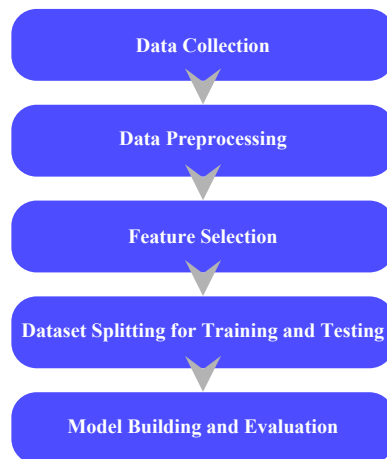 Data Collection
Data Preprocessing
Feature Selection
Dataset Splitting for Training and Testing
Model Building and Evaluation